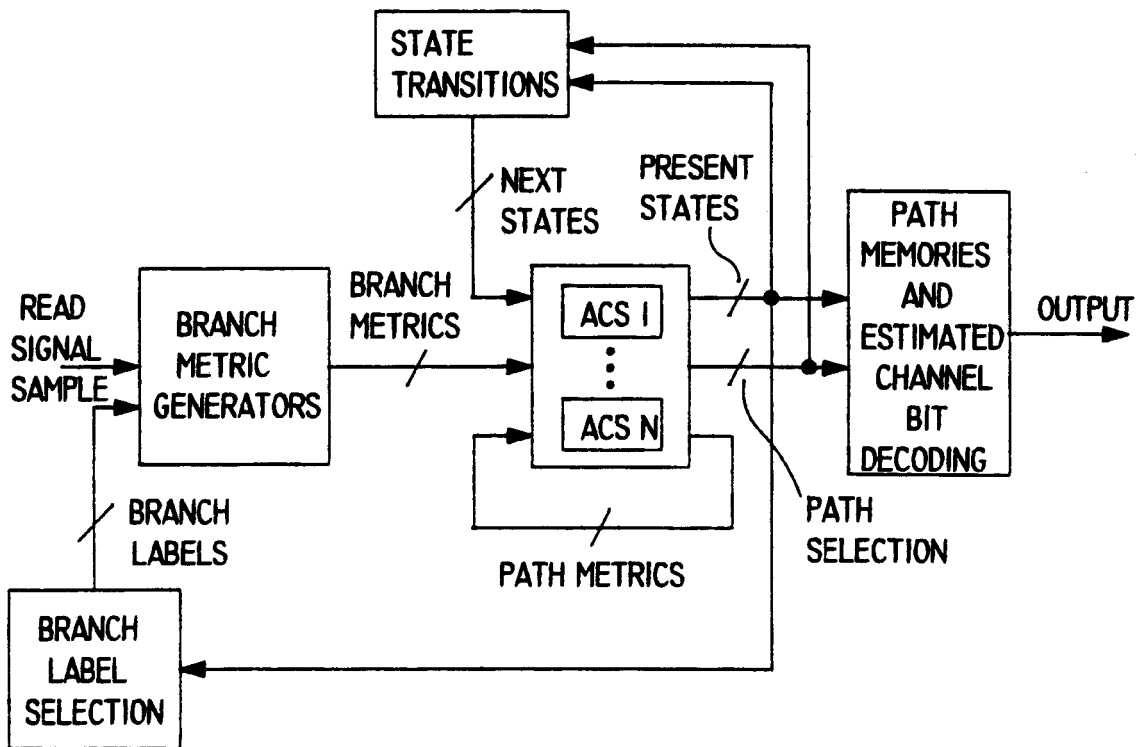 STATE
TRANSITIONS
NEXT
STATES
PRESENT
STATES
PATH
MEMORIES
AND
ESTIMATED
CHANNEL
BIT
DECODING
OUTPUT
READ
SIGNAL
SAMPLE
BRANCH
METRIC
GENERATORS
BRANCH
METRICS
ACS 1
ACS N
PATH METRICS
PATH
SELECTION
BRANCH
LABELS
BRANCH
LABEL
SELECTION